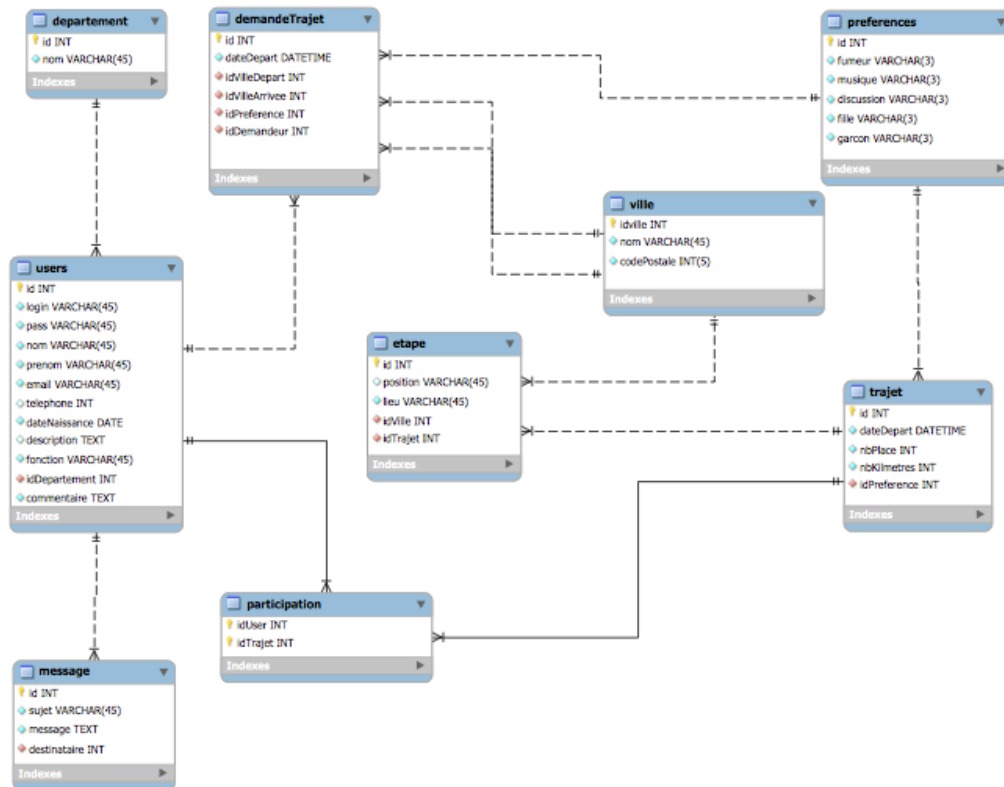 departement
id INT
nom VARCHAR(45)
Indexes
demandeTrajet
id INT
dateDepart DATETIME
idVilleDepart INT
idVilleArrivee INT
idPreference INT
idDemandeur INT
Indexes
preferences
id INT
fumeur VARCHAR(3)
musique VARCHAR(3)
discussion VARCHAR(3)
fille VARCHAR(3)
garcon VARCHAR(3)
Indexes
ville
idville INT
nom VARCHAR(45)
codePostale INT(5)
Indexes
users
id INT
login VARCHAR(45)
pass VARCHAR(45)
nom VARCHAR(45)
prenom VARCHAR(45)
email VARCHAR(45)
telephone INT
dateNaissance DATE
description TEXT
fonction VARCHAR(45)
idDepartement INT
commentaire TEXT
Indexes
etape
id INT
position VARCHAR(45)
lieu VARCHAR(45)
idVille INT
idTrajet INT
Indexes
trajet
id INT
dateDepart DATETIME
nbPlace INT
nbKilmetres INT
idPreference INT
Indexes
participation
idUser INT
idTrajet INT
Indexes
message
id INT
sujet VARCHAR(45)
message TEXT
destinataire INT
Indexes